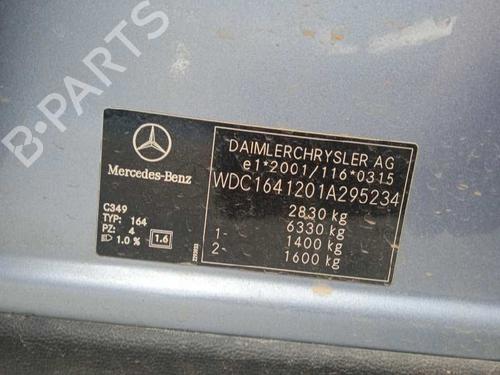 B-PARTS
Mercedes-Benz
C349
TYP: 164
PZ: 4
1.0 % 1.6
DAIMLERCHRYSLER AG
e1*2001/116*0315
WDC1641201A295234
2830 kg
6330 kg
1- 1400 kg
2- 1600 kg